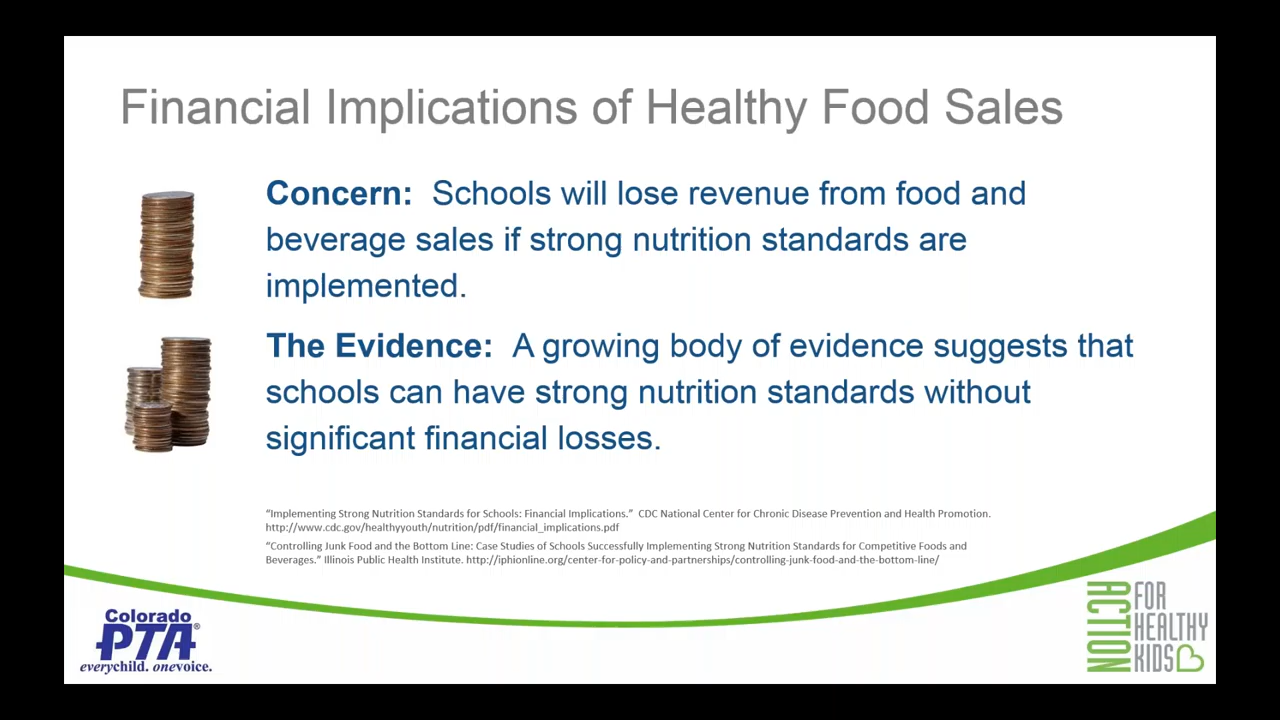 Financial Implications of Healthy Food Sales
Concern: Schools will lose revenue from food and
beverage sales if strong nutrition standards are
implemented.
The Evidence: A growing body of evidence suggests that
schools can have strong nutrition standards without
significant financial losses.
“Implementing Strong Nutrition Standards for Schools: Financial Implications.” CDC National Center for Chronic Disease Prevention and Health Promotion.
http://www.cdc.gov/healthyyouth/nutrition/pdf/financial_implications.pdf
“Controlling Junk Food and the Bottom Line: Case Studies of Schools Successfully Implementing Strong Nutrition Standards for Competitive Foods and
Beverages.” Illinois Public Health Institute. http://iphionline.org/center-for-policy-and-partnerships/controlling-junk-food-and-the-bottom-line/
Colorado
PTA®
everychild. onevoice.
ACTION
FOR
HEALTHY
KIDS